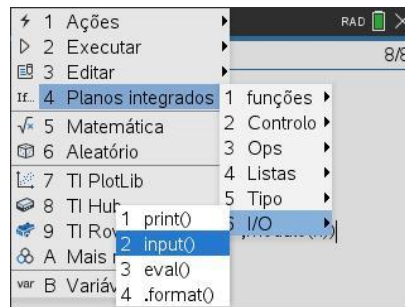 1 Ações
RAD
2 Executar
8/8
3 Editar
If... 4 Planos integrados
1 funções
5 Matemática
2 Controlo
6 Aleatório
3 Ops
7 TI PlotLib
4 Listas
8 TI Hub
5 Tipo
1 print()
6 I/O
9 TI
2 input()
A Mais
3 eval()
var B
4 .format()